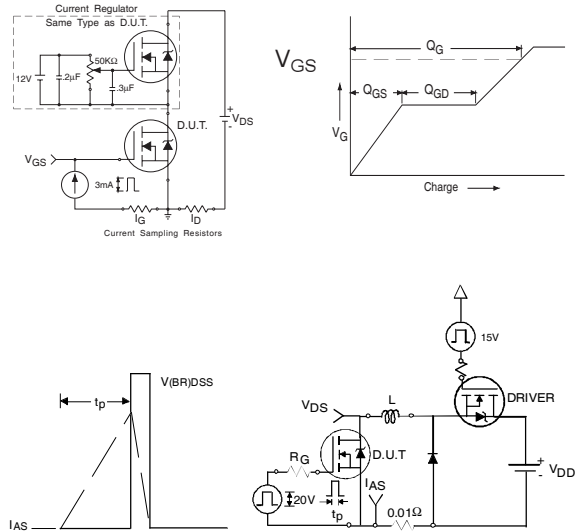 Current Regulator
Same Type as D.U.T.
50KΩ
12V
.2μF
.3μF
D.U.T.
+
VDS
-
VGS
3mA
IG
ID
Current Sampling Resistors
VGS
QG
QGS
QGD
VG
Charge
15V
V(BR)DSS
tp
IAS
VDS
L
DRIVER
RG
D.U.T
IAS
+
VDD
-
20V
tp
0.01Ω